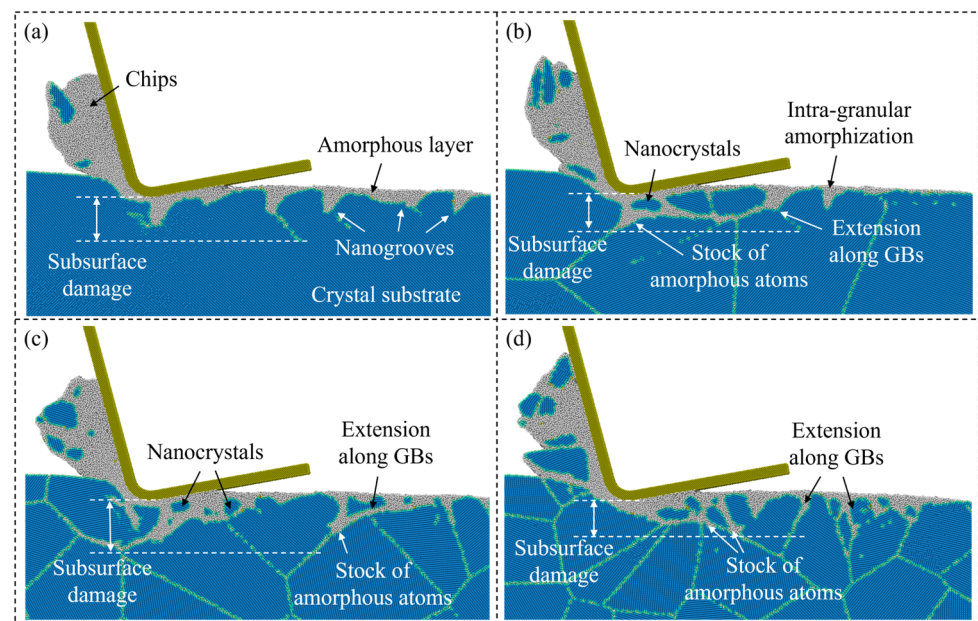 (a)
Chips
Amorphous layer
Nanogrooves
Subsurface
damage
Crystal substrate
(b)
Intra-granular
amorphization
Nanocrystals
Subsurface
damage
Stock of
amorphous atoms
Extension
along GBs
(c)
Nanocrystals
Extension
along GBs
Subsurface
damage
Stock of
amorphous atoms
(d)
Extension
along GBs
Subsurface
damage
Stock of
amorphous atoms